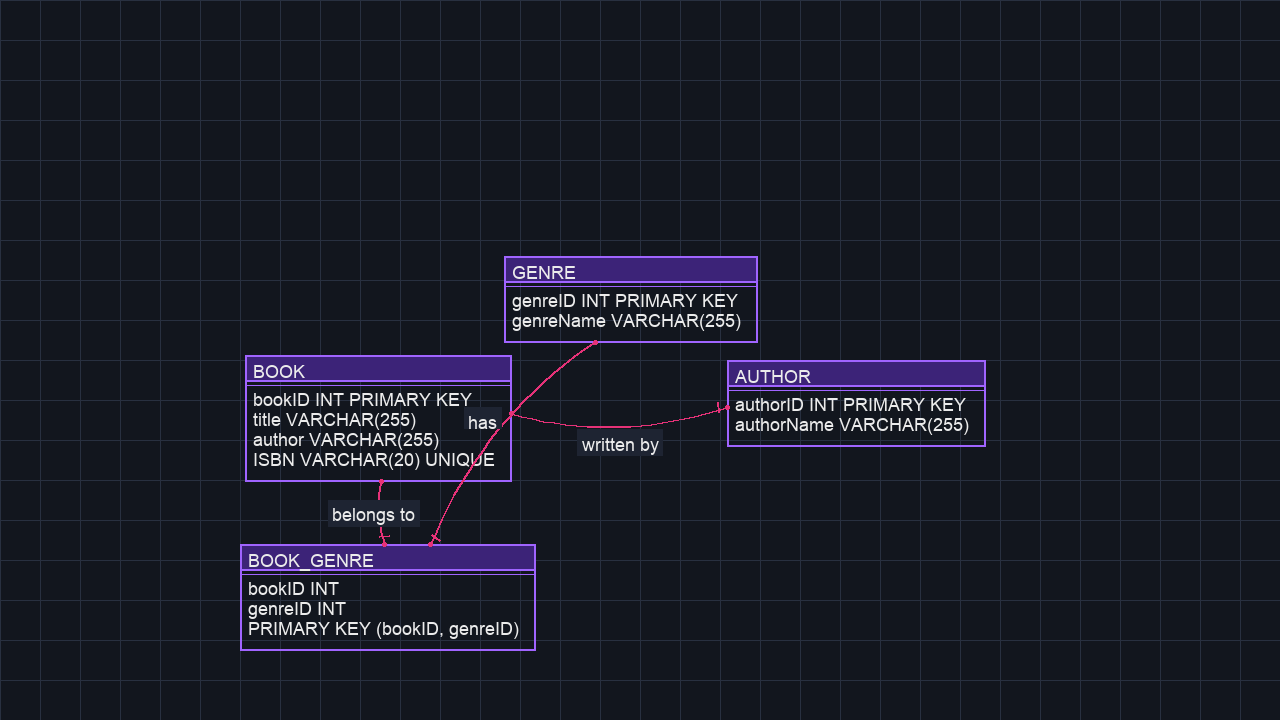 GENRE
genreID INT PRIMARY KEY
genreName VARCHAR(255)
BOOK
bookID INT PRIMARY KEY
title VARCHAR(255)
author VARCHAR(255)
ISBN VARCHAR(20) UNIQUE
has
written by
AUTHOR
authorID INT PRIMARY KEY
authorName VARCHAR(255)
belongs to
BOOK_GENRE
bookID INT
genreID INT
PRIMARY KEY (bookID, genreID)